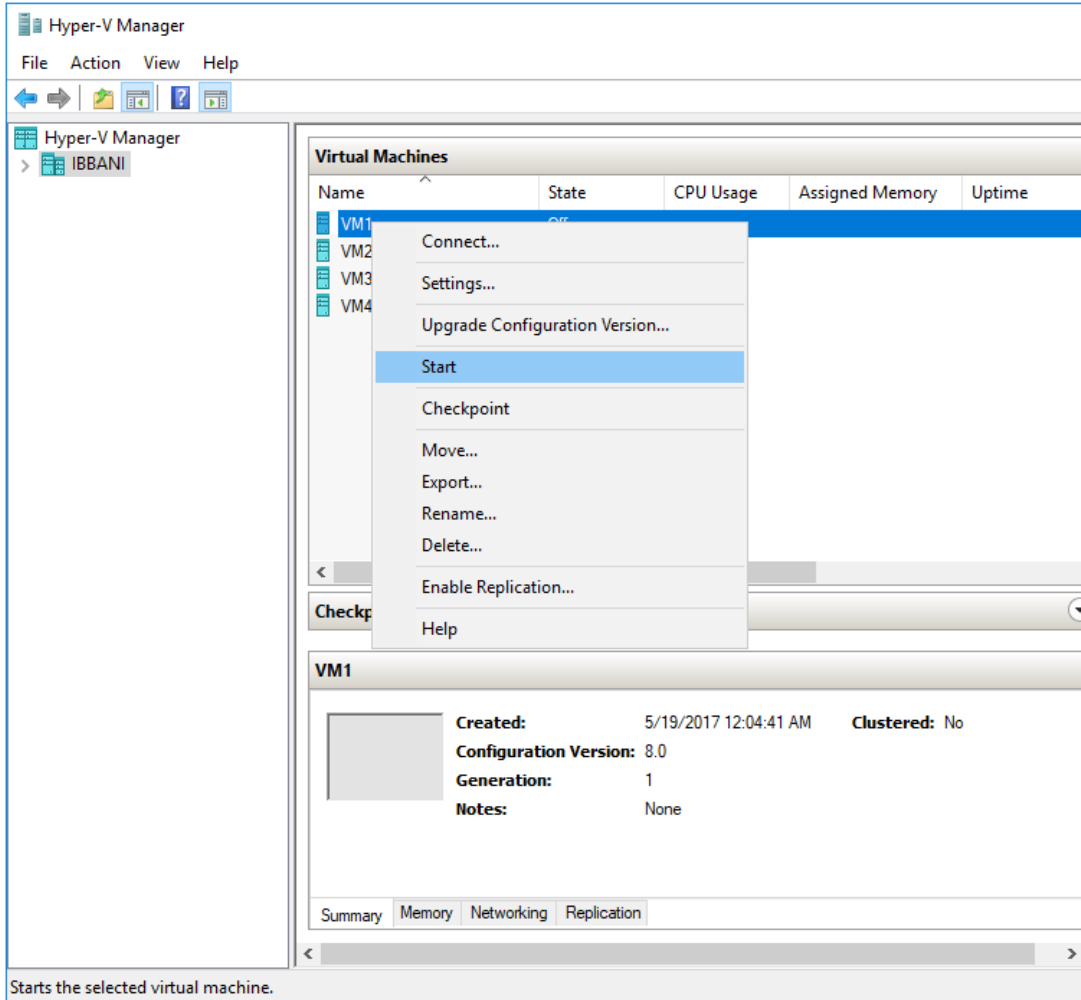 Hyper-V Manager
File Action View Help
Hyper-V Manager
IBBANI
Virtual Machines
Name State CPU Usage Assigned Memory Uptime
VM1
VM2
VM3
VM4
Connect...
Settings...
Upgrade Configuration Version...
Start
Checkpoint
Move...
Export...
Rename...
Delete...
Enable Replication...
Help
Checkp
VM1
Created: 5/19/2017 12:04:41 AM Clustered: No
Configuration Version: 8.0
Generation: 1
Notes: None
Summary Memory Networking Replication
Starts the selected virtual machine.